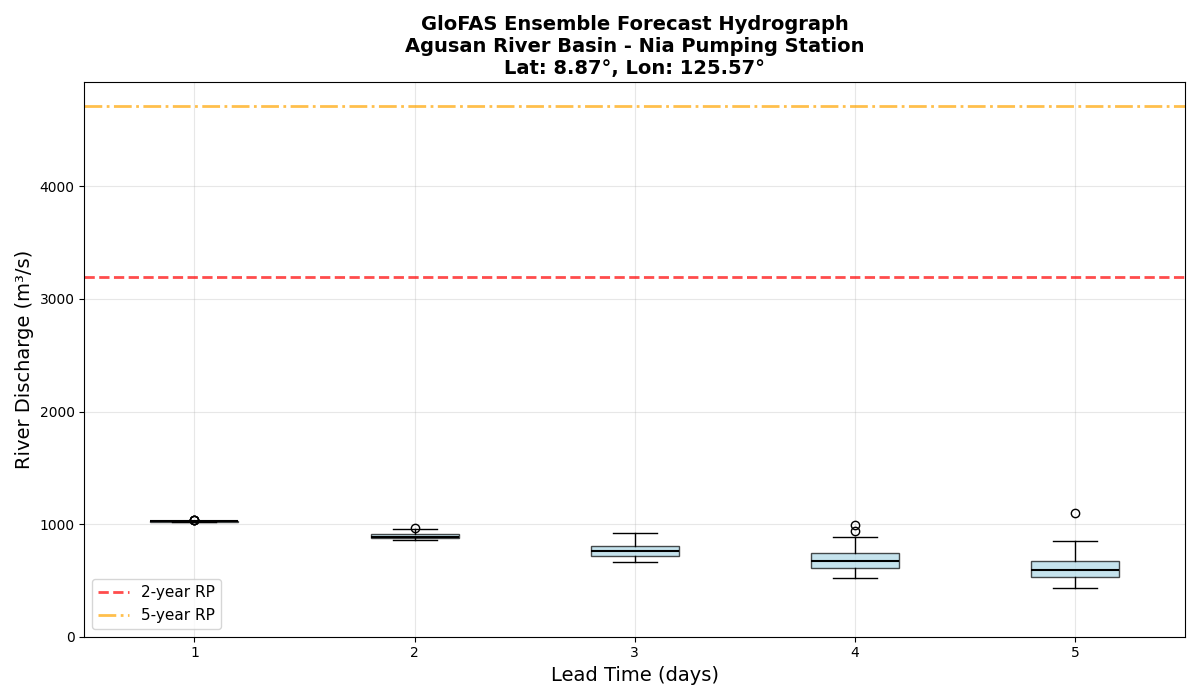 GloFAS Ensemble Forecast Hydrograph
Agusan River Basin - Nia Pumping Station
Lat: 8.87°, Lon: 125.57°
River Discharge (m³/s)
4000
3000
2000
1000
0
2-year RP
5-year RP
1 2 3 4 5
Lead Time (days)